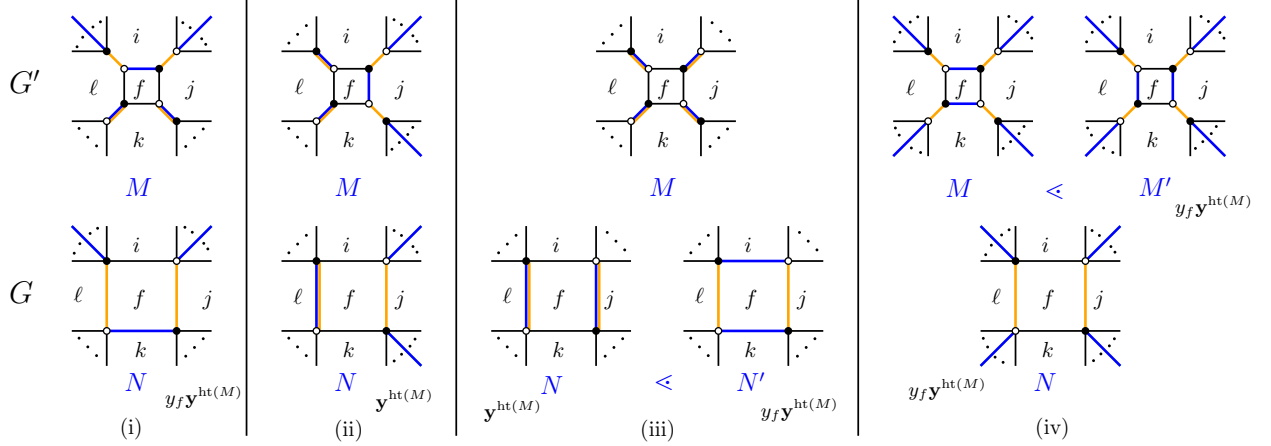 G′
i
ℓ
f
j
k
M
i
ℓ
f
j
k
M
i
ℓ
f
j
k
M
i
ℓ
f
j
k
M
⋖
i
ℓ
f
j
k
M′
y_f y^{ht(M)}
G
i
ℓ
f
j
k
N
y_f y^{ht(M)}
(i)
i
ℓ
f
j
k
N
y^{ht(M)}
(ii)
i
ℓ
f
j
k
y^{ht(M)}
N
⋖
i
ℓ
f
j
k
N′
y_f y^{ht(M)}
(iii)
i
ℓ
f
j
k
y_f y^{ht(M)}
N
(iv)